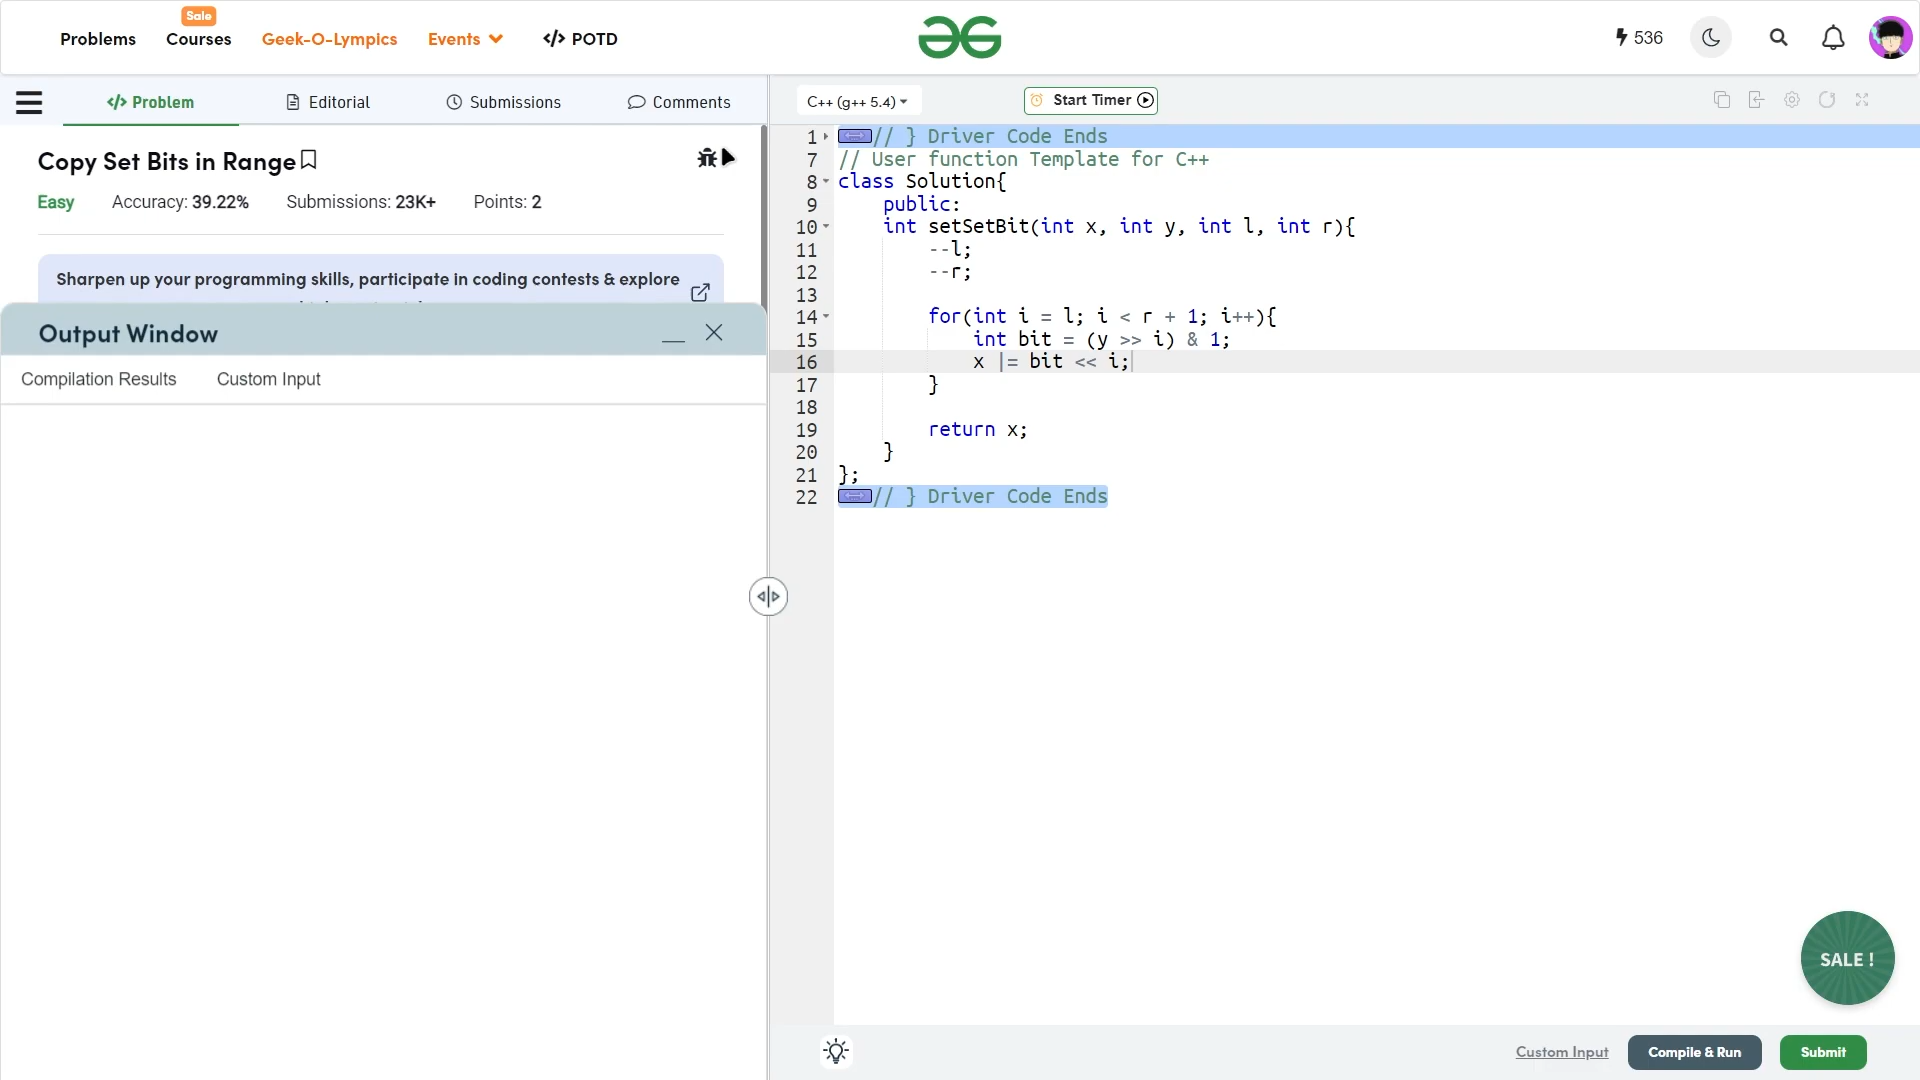 Sale
Problems Courses Geek-O-Lympics Events </> POTD
536
</> Problem Editorial Submissions Comments
C++ (g++ 5.4) Start Timer
Copy Set Bits in Range
Easy Accuracy: 39.22% Submissions: 23K+ Points: 2
Sharpen up your programming skills, participate in coding contests & explore
Output Window
Compilation Results Custom Input
1 // } Driver Code Ends
7 // User function Template for C++
8 class Solution{
9 public:
10 int setSetBit(int x, int y, int l, int r){
11 --l;
12 --r;
13
14 for(int i = l; i < r + 1; i++){
15 int bit = (y >> i) & 1;
16 x |= bit << i;
17 }
18
19 return x;
20 }
21 };
22 // } Driver Code Ends
SALE !
Custom Input Compile & Run Submit